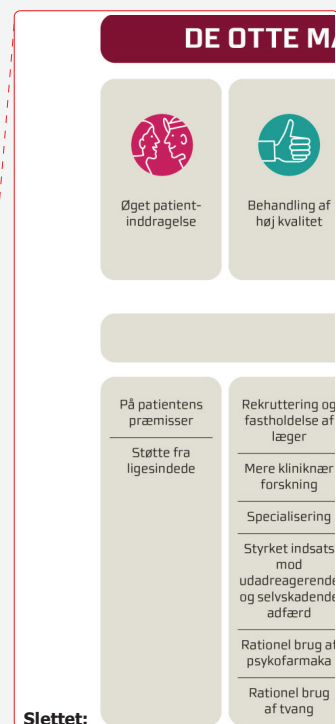 DE OTTE MA
Øget patient-
inddragelse
Behandling af
høj kvalitet
På patientens
præmisser
Støtte fra
ligesindede
Rekruttering og
fastholdelse af
læger
Mere kliniknær
forskning
Specialisering
Styrket indsats
mod
udadreagerende
og selvskadende
adfærd
Rationel brug af
psykofarmaka
Rationel brug
af tvang
Slettet: